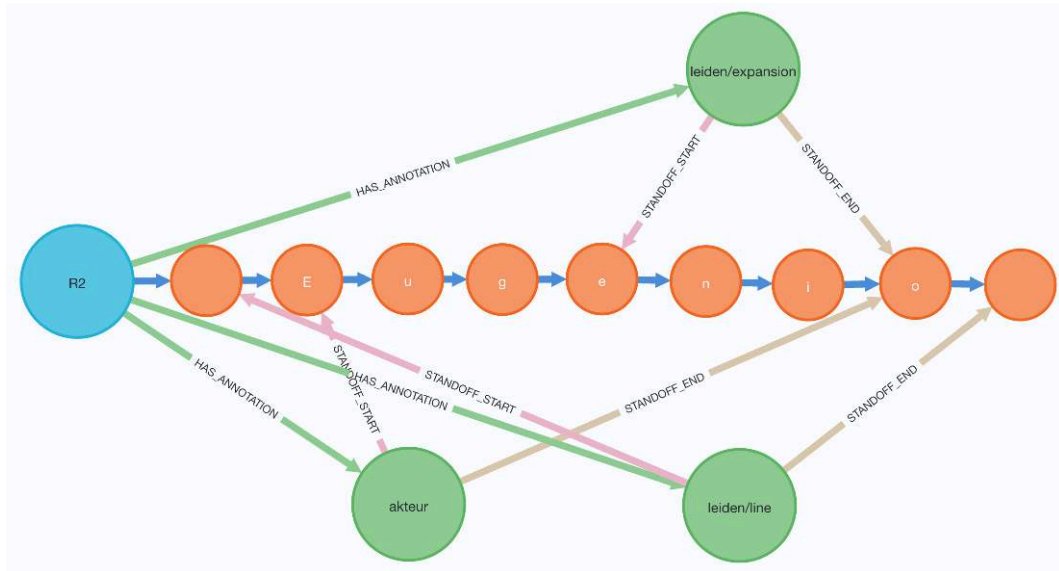 leiden/expansion
HAS_ANNOTATION
STANDOFF_START
STANDOFF_END
R2
E u g e n i o
HAS_ANNOTATION
STANDOFF_START
HAS_ANNOTATION
STANDOFF_START
STANDOFF_END
STANDOFF_END
akteur
leiden/line